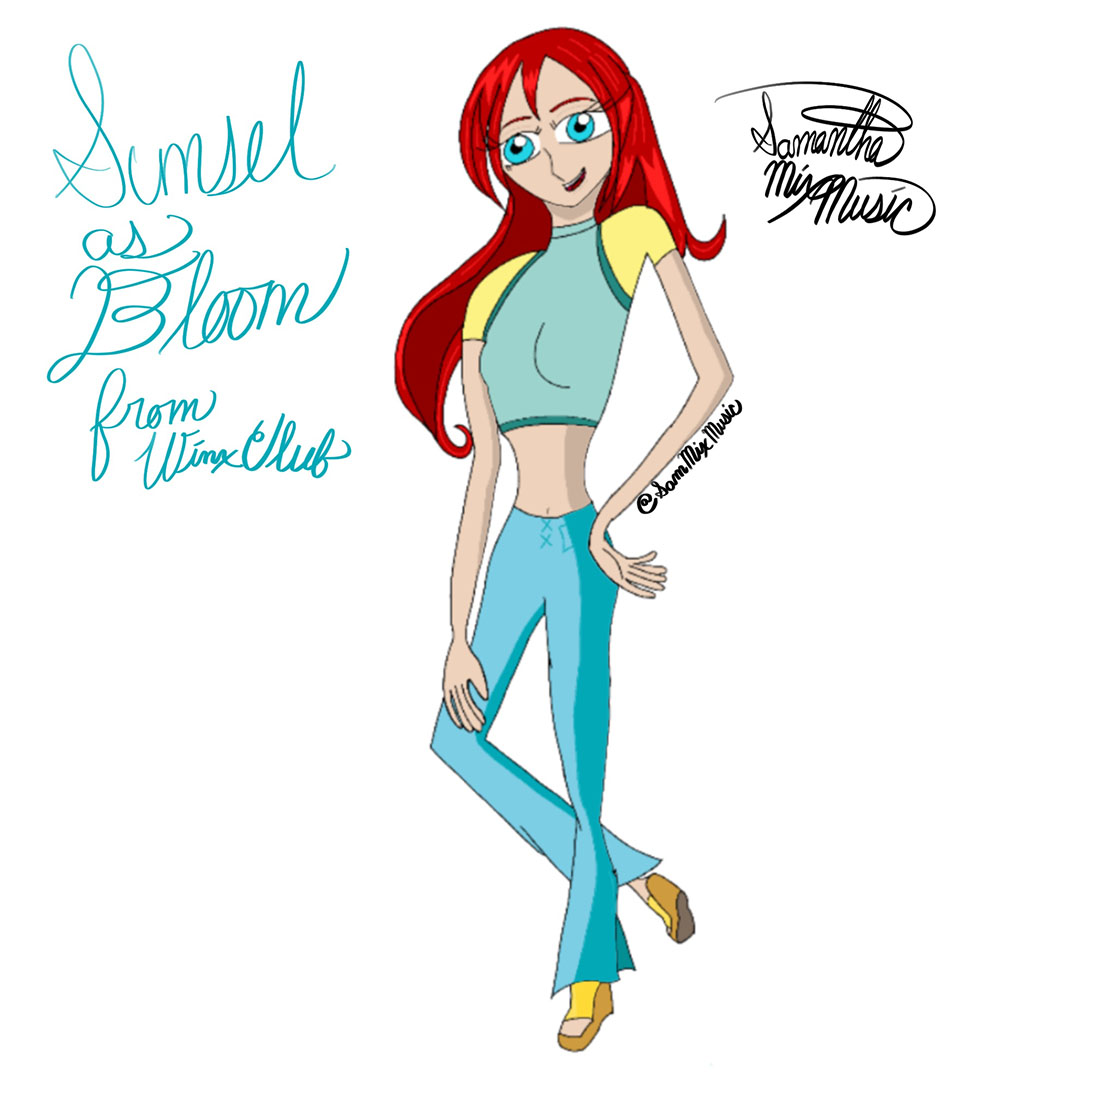 Sunset
as
Bloom
from
Winx Club
Samantha
Mix Music
@SamMixMusic